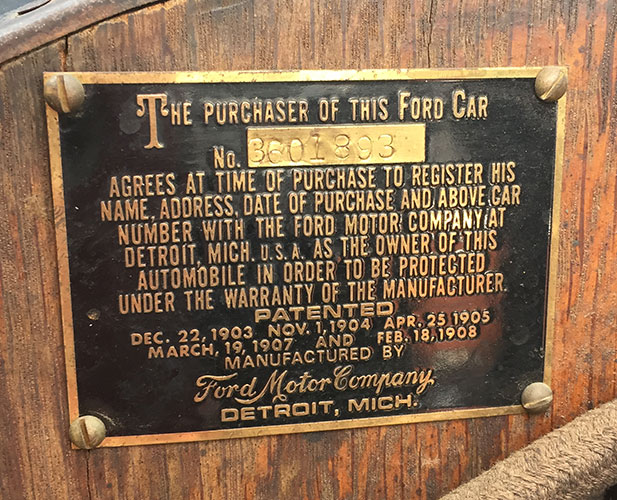 The purchaser of this Ford Car
No. 3601893
AGREES AT TIME OF PURCHASE TO REGISTER HIS
NAME, ADDRESS, DATE OF PURCHASE AND ABOVE CAR
NUMBER WITH THE FORD MOTOR COMPANY AT
DETROIT, MICH. U.S.A. AS THE OWNER OF THIS
AUTOMOBILE IN ORDER TO BE PROTECTED
UNDER THE WARRANTY OF THE MANUFACTURER.
PATENTED
DEC. 22, 1903 NOV. 1, 1904 APR. 25 1905
MARCH, 19, 1907 AND FEB. 18, 1908
MANUFACTURED BY
Ford Motor Company,
DETROIT, MICH.